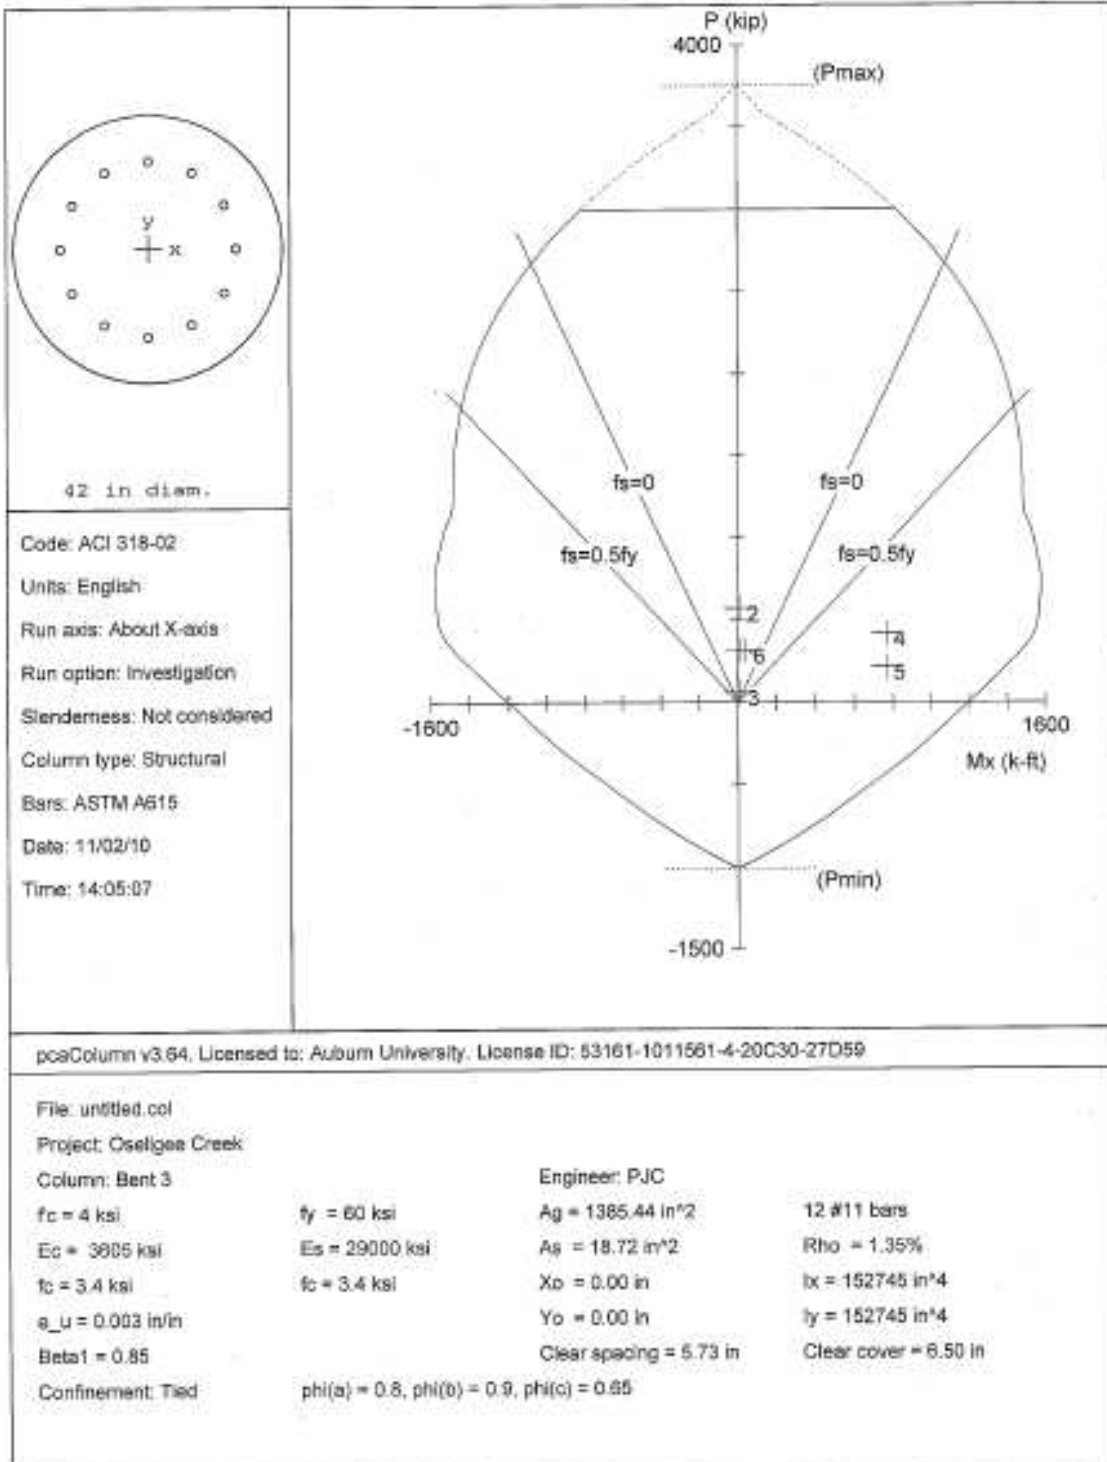 P (kip)
4000
(Pmax)
y
x
42 in diam.
fs=0
fs=0
fs=0.5fy
fs=0.5fy
2
6
4
5
3
-1600
1600
Mx (k-ft)
(Pmin)
-1500
Code: ACI 318-02
Units: English
Run axis: About X-axis
Run option: Investigation
Slenderness: Not considered
Column type: Structural
Bars: ASTM A615
Date: 11/02/10
Time: 14:05:07
pcaColumn v3.64. Licensed to: Auburn University. License ID: 53161-1011561-4-20C30-27D59
File: untitled.col
Project: Oseligee Creek
Column: Bent 3 Engineer: PJC
f'c = 4 ksi fy = 60 ksi Ag = 1385.44 in^2 12 #11 bars
Ec = 3605 ksi Es = 29000 ksi As = 18.72 in^2 Rho = 1.35%
fc = 3.4 ksi fc = 3.4 ksi Xo = 0.00 in Ix = 152745 in^4
e_u = 0.003 in/in Yo = 0.00 in Iy = 152745 in^4
Beta1 = 0.85 Clear spacing = 5.73 in Clear cover = 6.50 in
Confinement: Tied phi(a) = 0.8, phi(b) = 0.9, phi(c) = 0.65